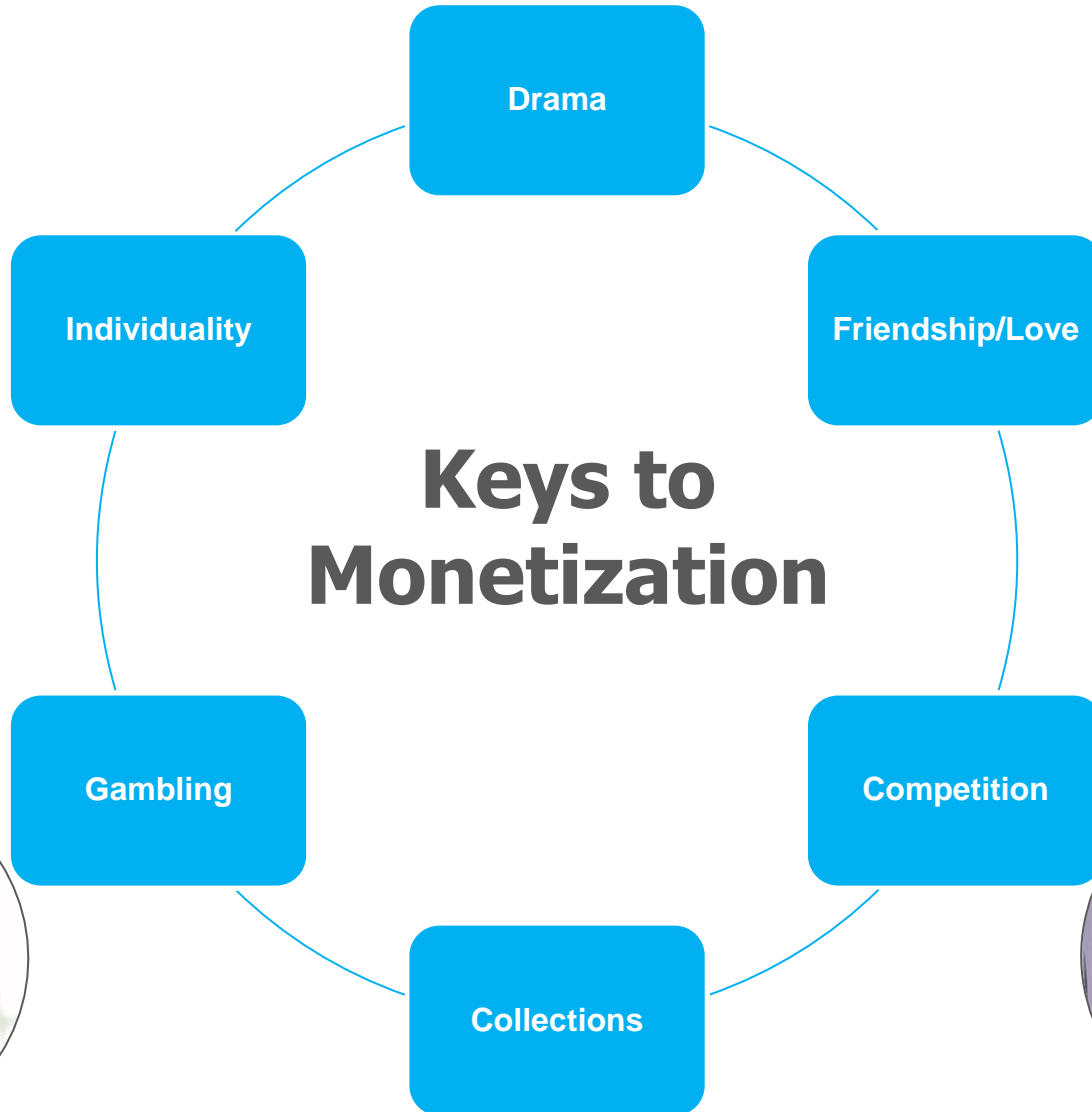 Drama
Individuality
Friendship/Love
Keys to
Monetization
Gambling
Competition
Collections